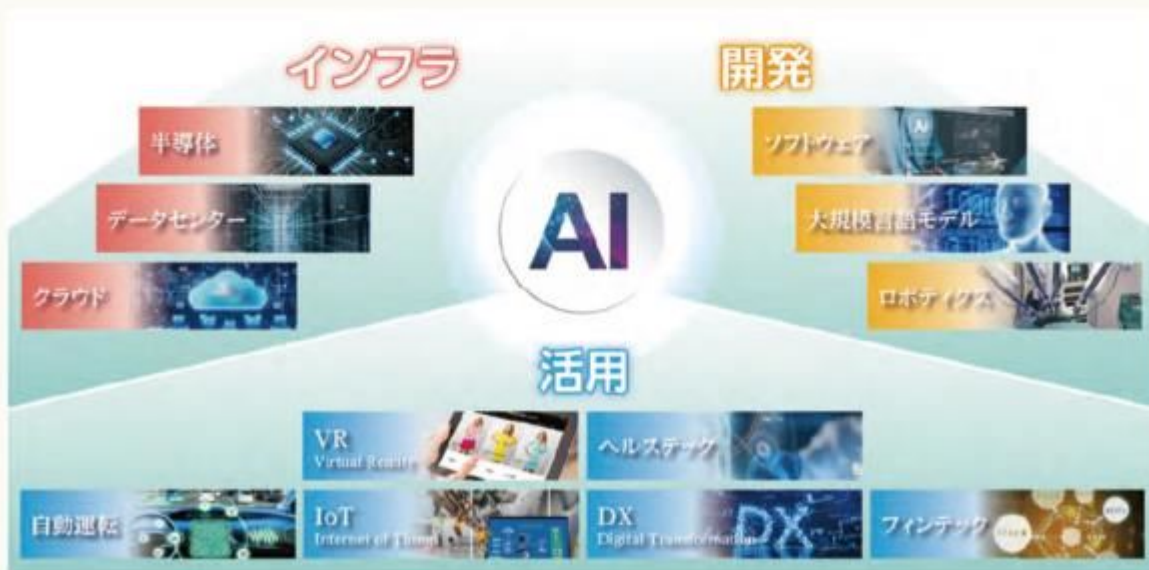 インフラ
開発
半導体
データセンター
クラウド
AI
ソフトウェア
大規模言語モデル
ロボティクス
活用
VR
Virtual Reality
ヘルステック
自動運転
IoT
Internet of Things
DX
Digital Transformation
DX
フィンテック